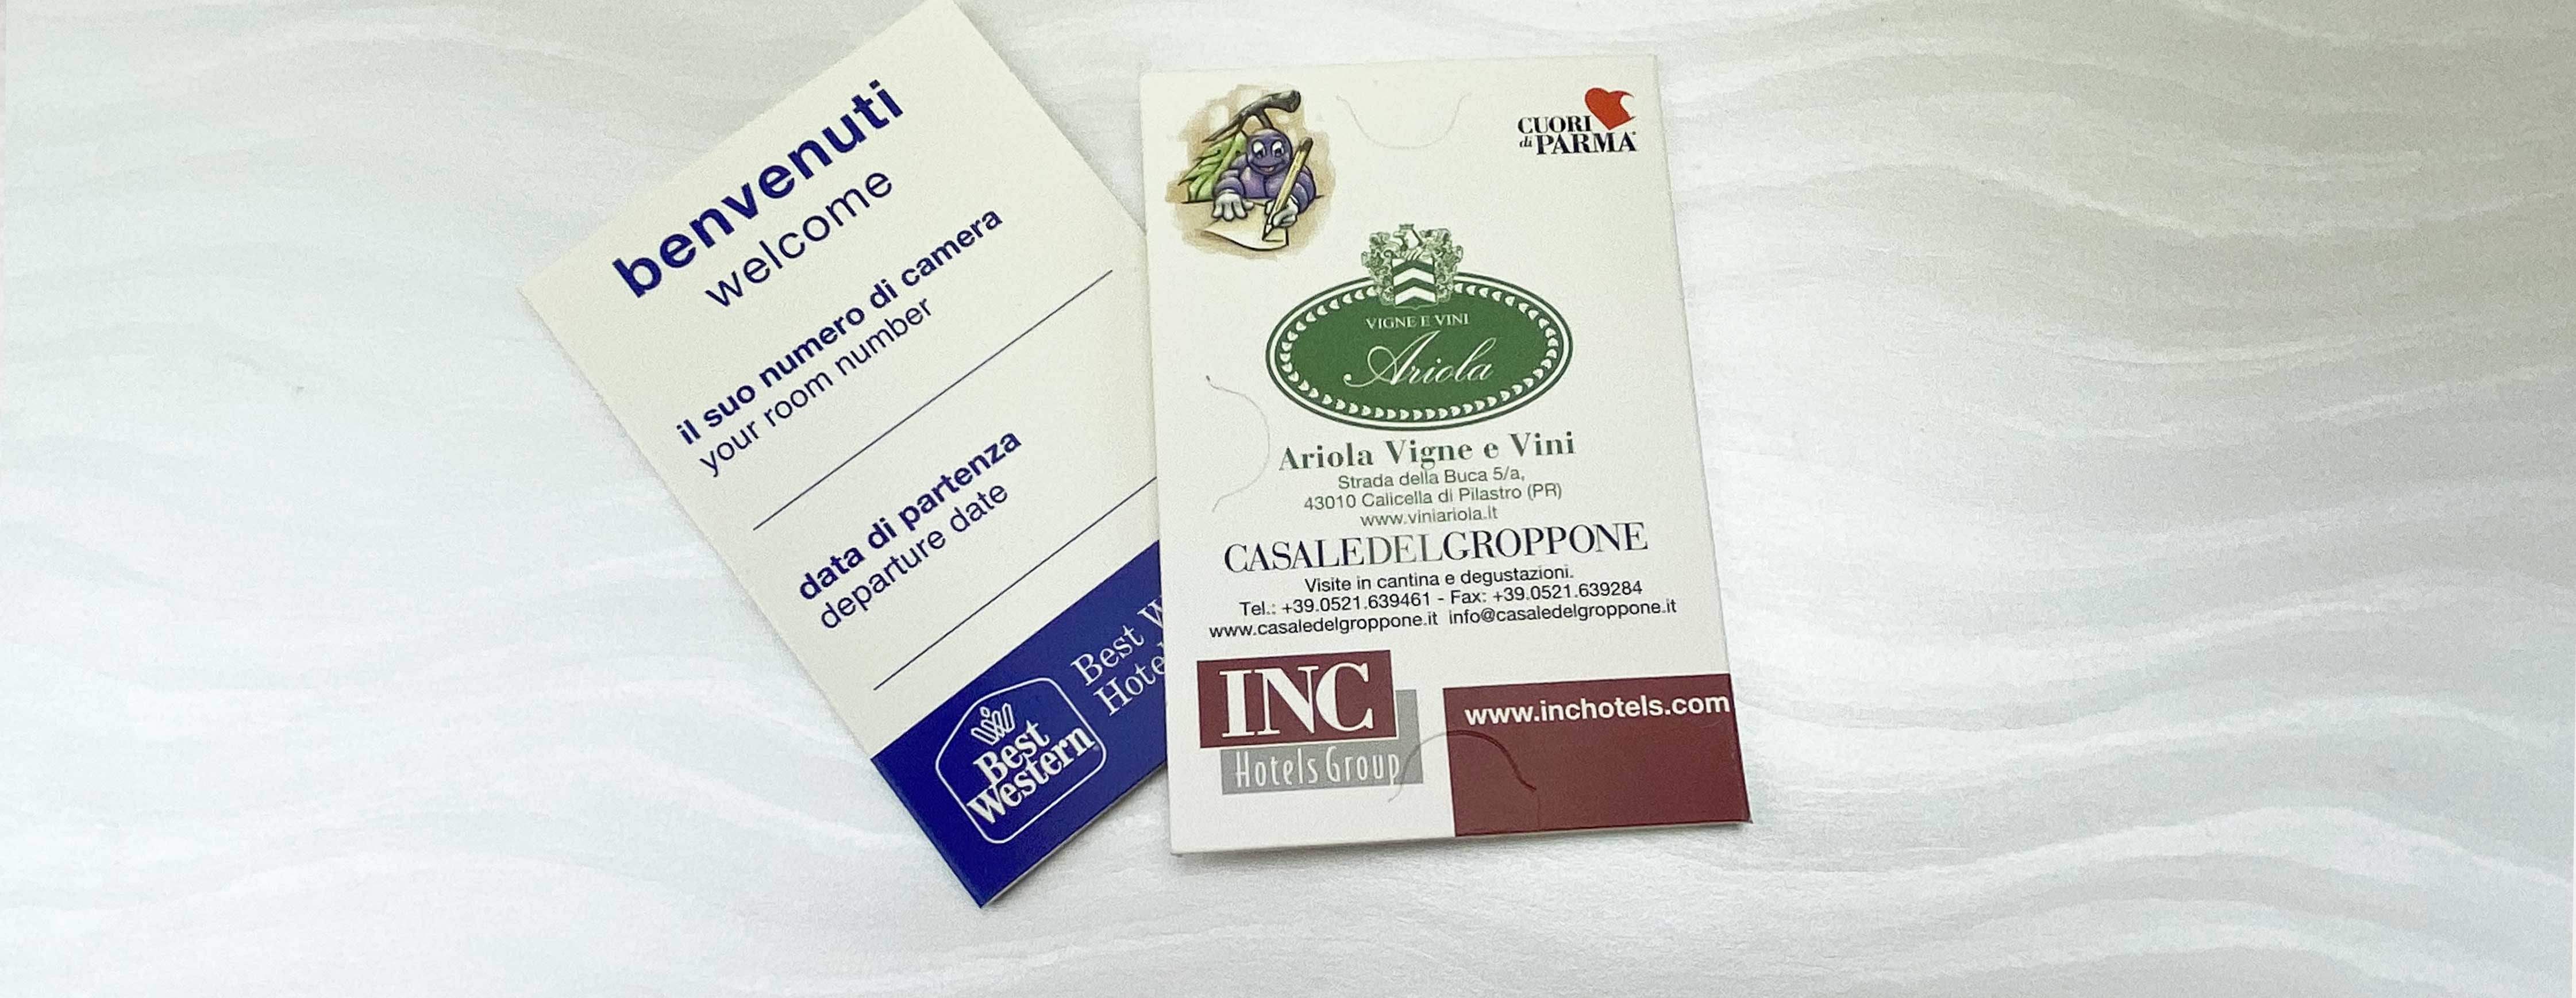 benvenuti
welcome
il suo numero di camera
your room number
data di partenza
departure date
Best
Western
Best
CUORI
di PARMA
VIGNE E VINI
Ariola
Ariola Vigne e Vini
Strada della Buca 5/a,
43010 Calicella di Pilastro (PR)
www.viniariola.it
CASALEDELGROPPONE
Visite in cantina e degustazioni.
Tel.: +39.0521.639461 - Fax: +39.0521.639284
www.casaledelgroppone.it info@casaledelgroppone.it
INC
Hotels Group
www.inchotels.com